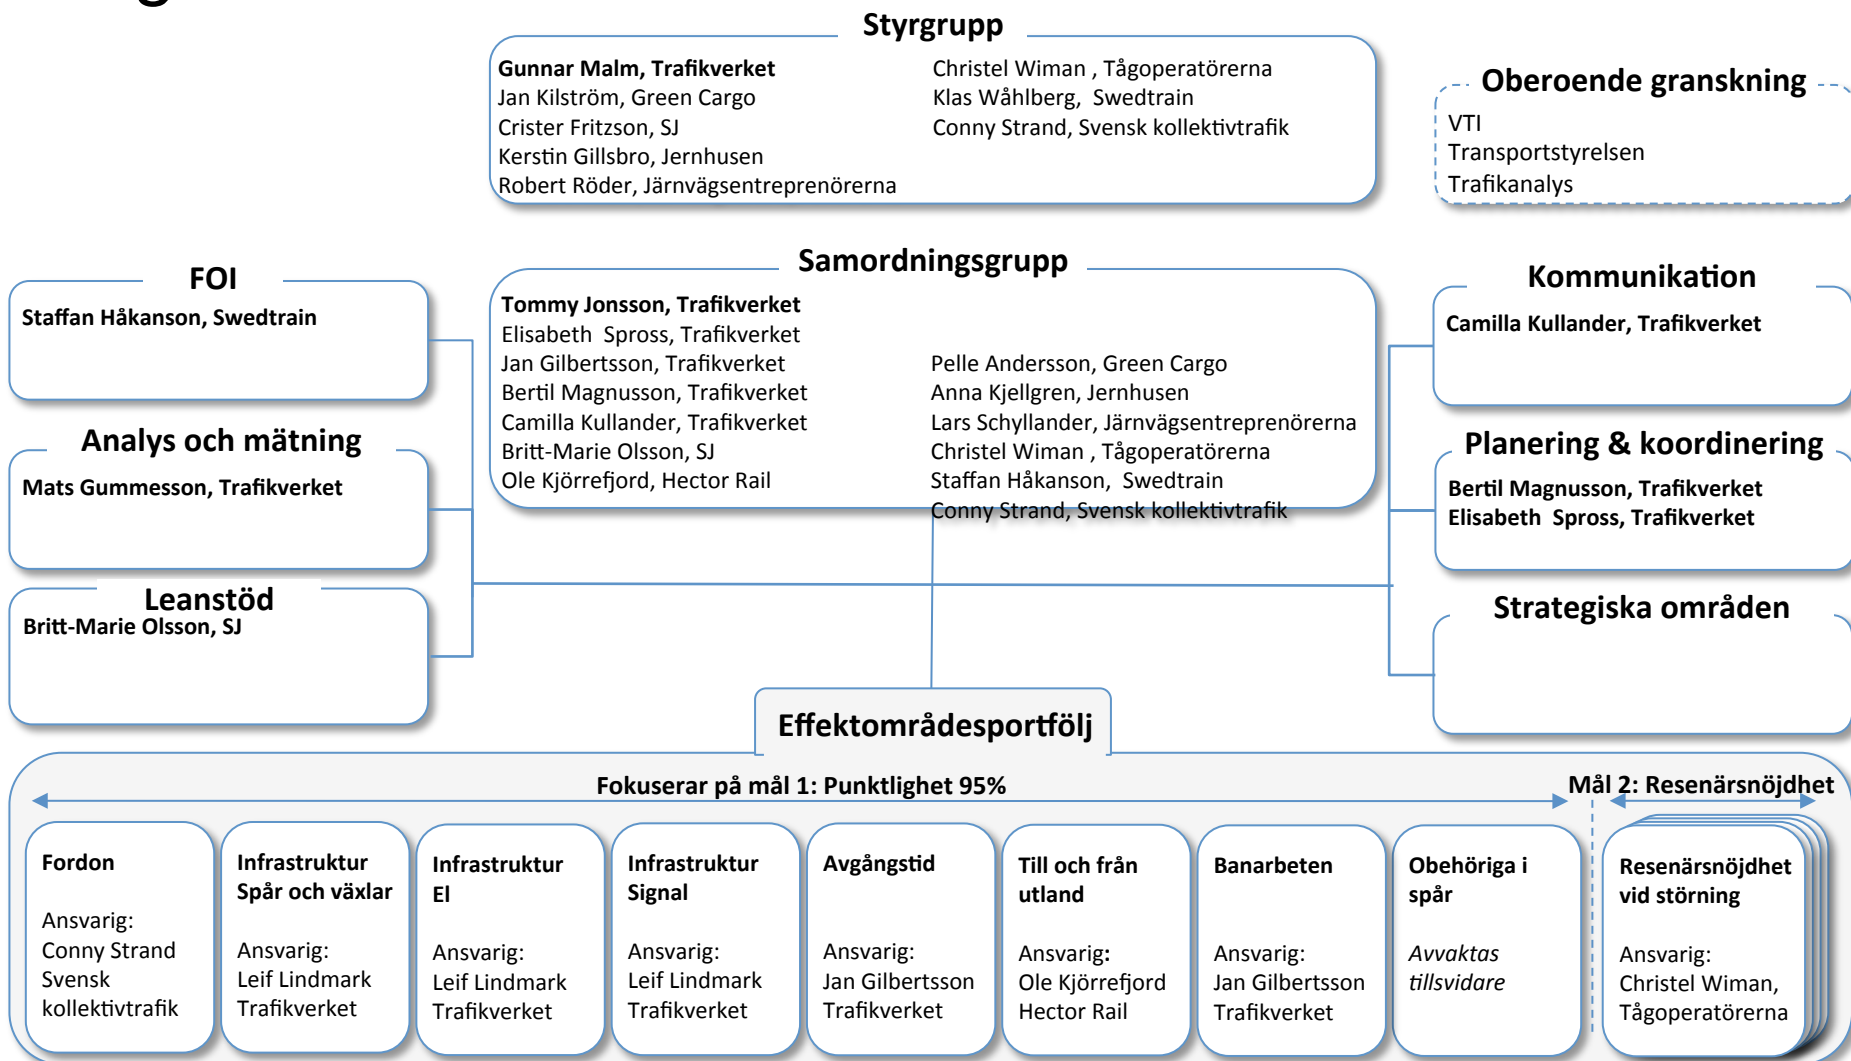 Styrgrupp
Gunnar Malm, Trafikverket
Jan Kilström, Green Cargo
Crister Fritzson, SJ
Kerstin Gillsbro, Jernhusen
Robert Röder, Järnvägsentreprenörerna
Christel Wiman , Tågoperatörerna
Klas Wåhlberg, Swedtrain
Conny Strand, Svensk kollektivtrafik
Oberoende granskning
VTI
Transportstyrelsen
Trafikanalys
FOI
Staffan Håkanson, Swedtrain
Analys och mätning
Mats Gummesson, Trafikverket
Leanstöd
Britt-Marie Olsson, SJ
Samordningsgrupp
Tommy Jonsson, Trafikverket
Elisabeth Spross, Trafikverket
Jan Gilbertsson, Trafikverket
Bertil Magnusson, Trafikverket
Camilla Kullander, Trafikverket
Britt-Marie Olsson, SJ
Ole Kjörrefjord, Hector Rail
Pelle Andersson, Green Cargo
Anna Kjellgren, Jernhusen
Lars Schyllander, Järnvägsentreprenörerna
Christel Wiman , Tågoperatörerna
Staffan Håkanson, Swedtrain
Conny Strand, Svensk kollektivtrafik
Kommunikation
Camilla Kullander, Trafikverket
Planering & koordinering
Bertil Magnusson, Trafikverket
Elisabeth Spross, Trafikverket
Strategiska områden
Effektområdesportfölj
Fokuserar på mål 1: Punktlighet 95%
Mål 2: Resenärsnöjdhet
Fordon
Ansvarig:
Conny Strand
Svensk
kollektivtrafik
Infrastruktur
Spår och växlar
Ansvarig:
Leif Lindmark
Trafikverket
Infrastruktur
El
Ansvarig:
Leif Lindmark
Trafikverket
Infrastruktur
Signal
Ansvarig:
Leif Lindmark
Trafikverket
Avgångstid
Ansvarig:
Jan Gilbertsson
Trafikverket
Till och från
utland
Ansvarig:
Ole Kjörrefjord
Hector Rail
Banarbeten
Ansvarig:
Jan Gilbertsson
Trafikverket
Obehöriga i
spår
Avvaktas
tillsvidare
Resenärsnöjdhet
vid störning
Ansvarig:
Christel Wiman,
Tågoperatörerna